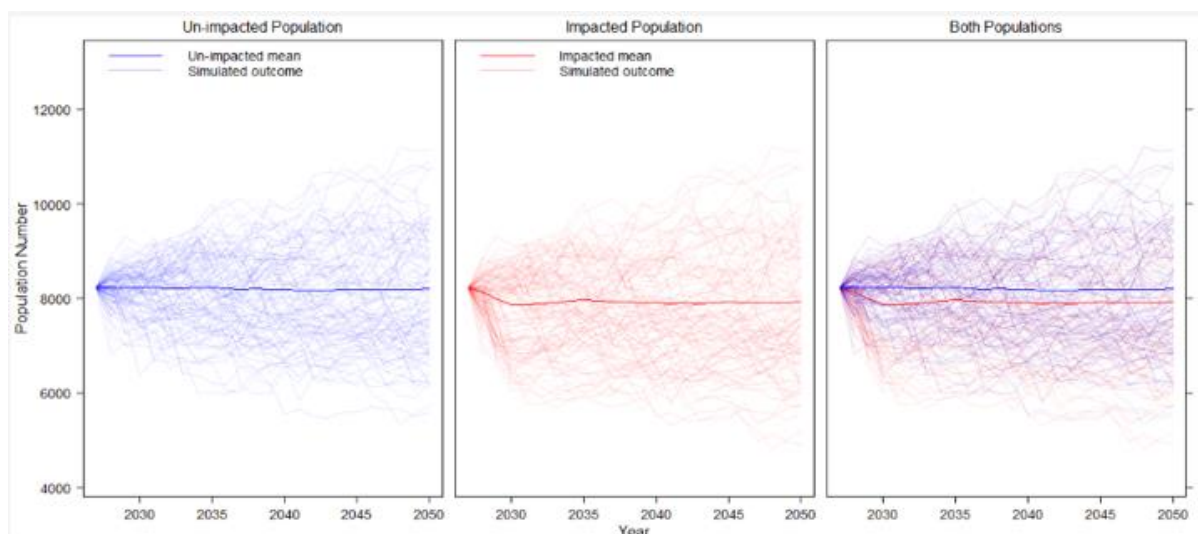 Un-impacted Population
Impacted Population
Both Populations
Un-impacted mean
Simulated outcome
Impacted mean
Simulated outcome
Population Number
12000
10000
8000
6000
4000
2030 2035 2040 2045 2050
2030 2035 2040 2045 2050
2030 2035 2040 2045 2050
Year